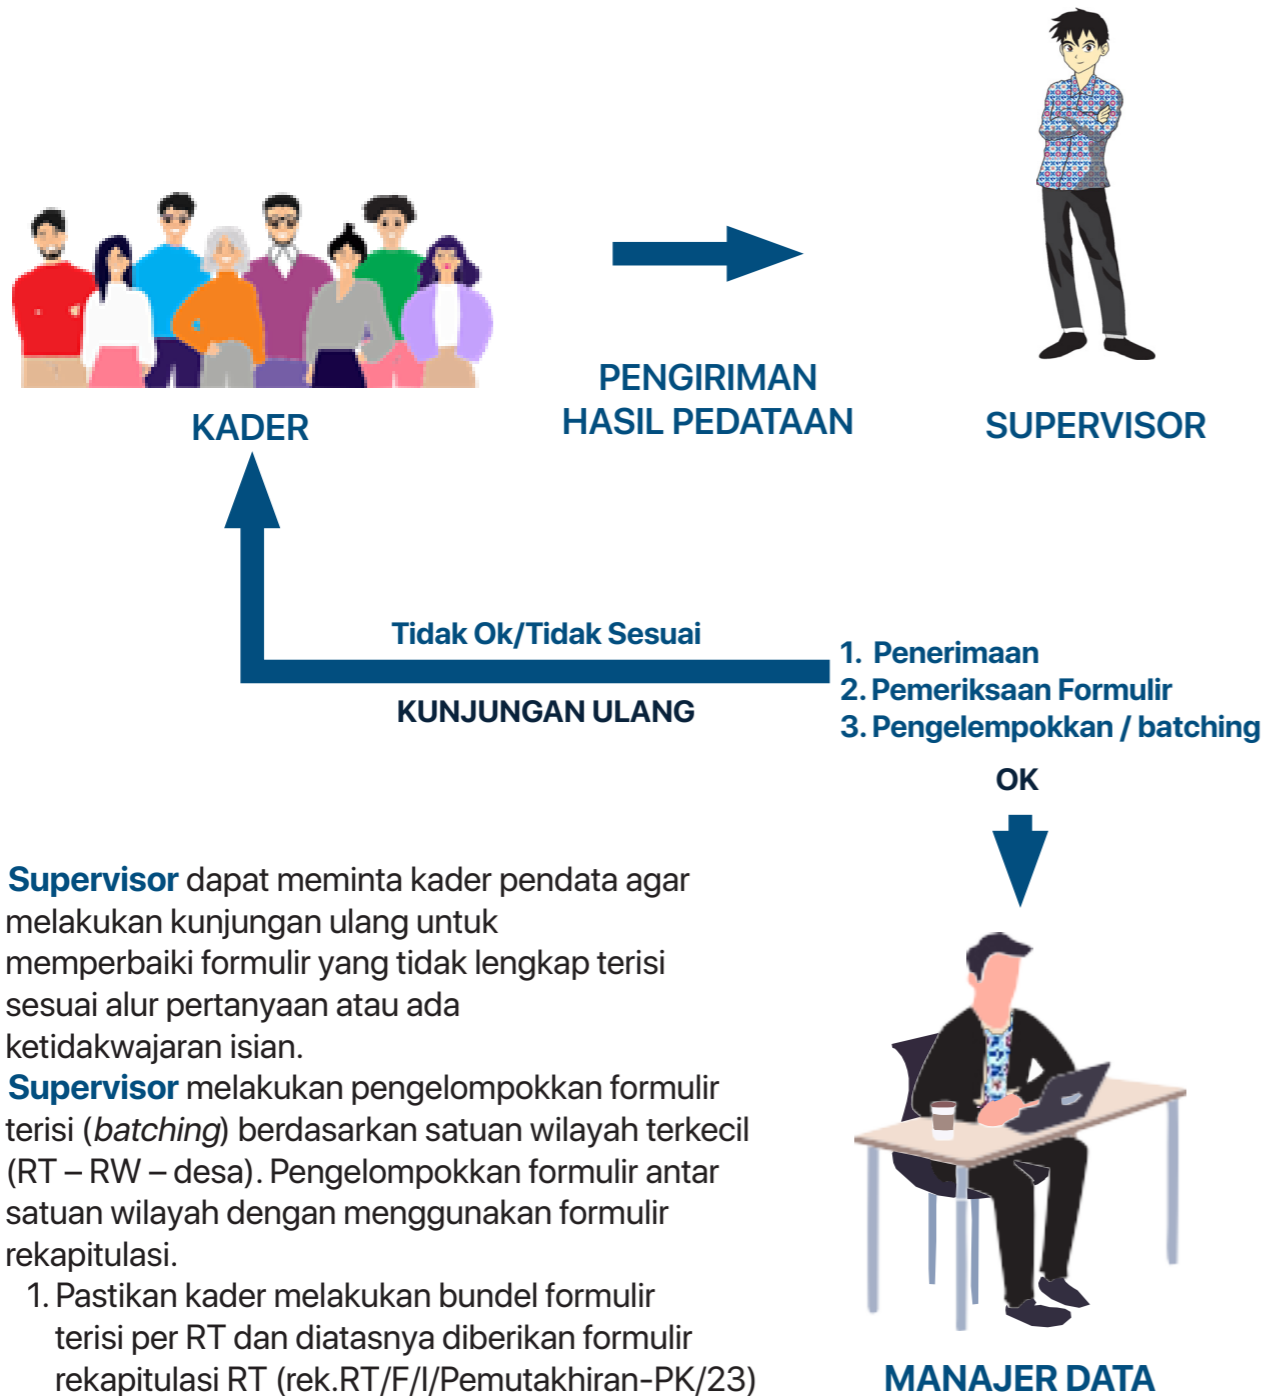 KADER
PENGIRIMAN
HASIL PEDATAAN
SUPERVISOR
Tidak Ok/Tidak Sesuai
KUNJUNGAN ULANG
1. Penerimaan
2. Pemeriksaan Formulir
3. Pengelempokkan / batching
OK
Supervisor dapat meminta kader pendata agar
melakukan kunjungan ulang untuk
memperbaiki formulir yang tidak lengkap terisi
sesuai alur pertanyaan atau ada
ketidakwajaran isian.
Supervisor melakukan pengelompokkan formulir
terisi (batching) berdasarkan satuan wilayah terkecil
(RT – RW – desa). Pengelompokkan formulir antar
satuan wilayah dengan menggunakan formulir
rekapitulasi.
1. Pastikan kader melakukan bundel formulir
terisi per RT dan diatasnya diberikan formulir
rekapitulasi RT (rek.RT/F/I/Pemutakhiran-PK/23)
MANAJER DATA